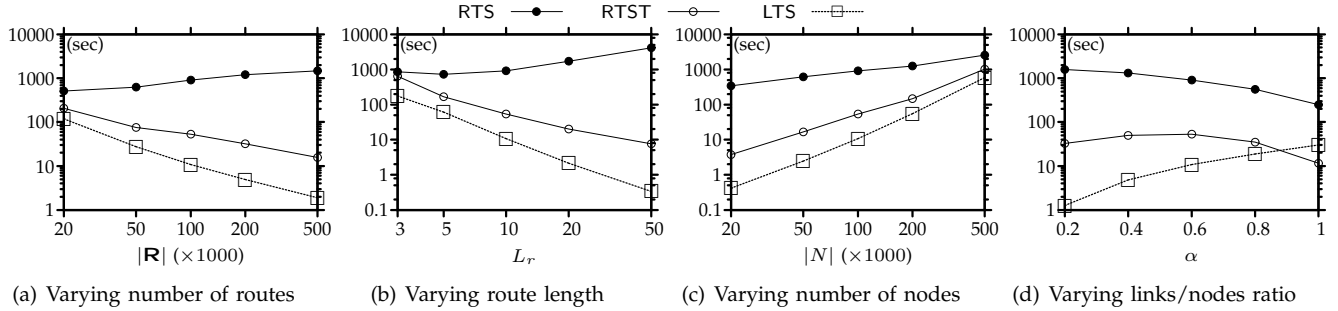 RTS RTST LTS
(sec)
10000
1000
100
10
1
20 50 100 200 500
|R| (×1000)
(a) Varying number of routes
(sec)
10000
1000
100
10
1
0.1
3 5 10 20 50
L_r
(b) Varying route length
(sec)
10000
1000
100
10
1
0.1
20 50 100 200 500
|N| (×1000)
(c) Varying number of nodes
(sec)
10000
1000
100
10
1
0.2 0.4 0.6 0.8 1
α
(d) Varying links/nodes ratio